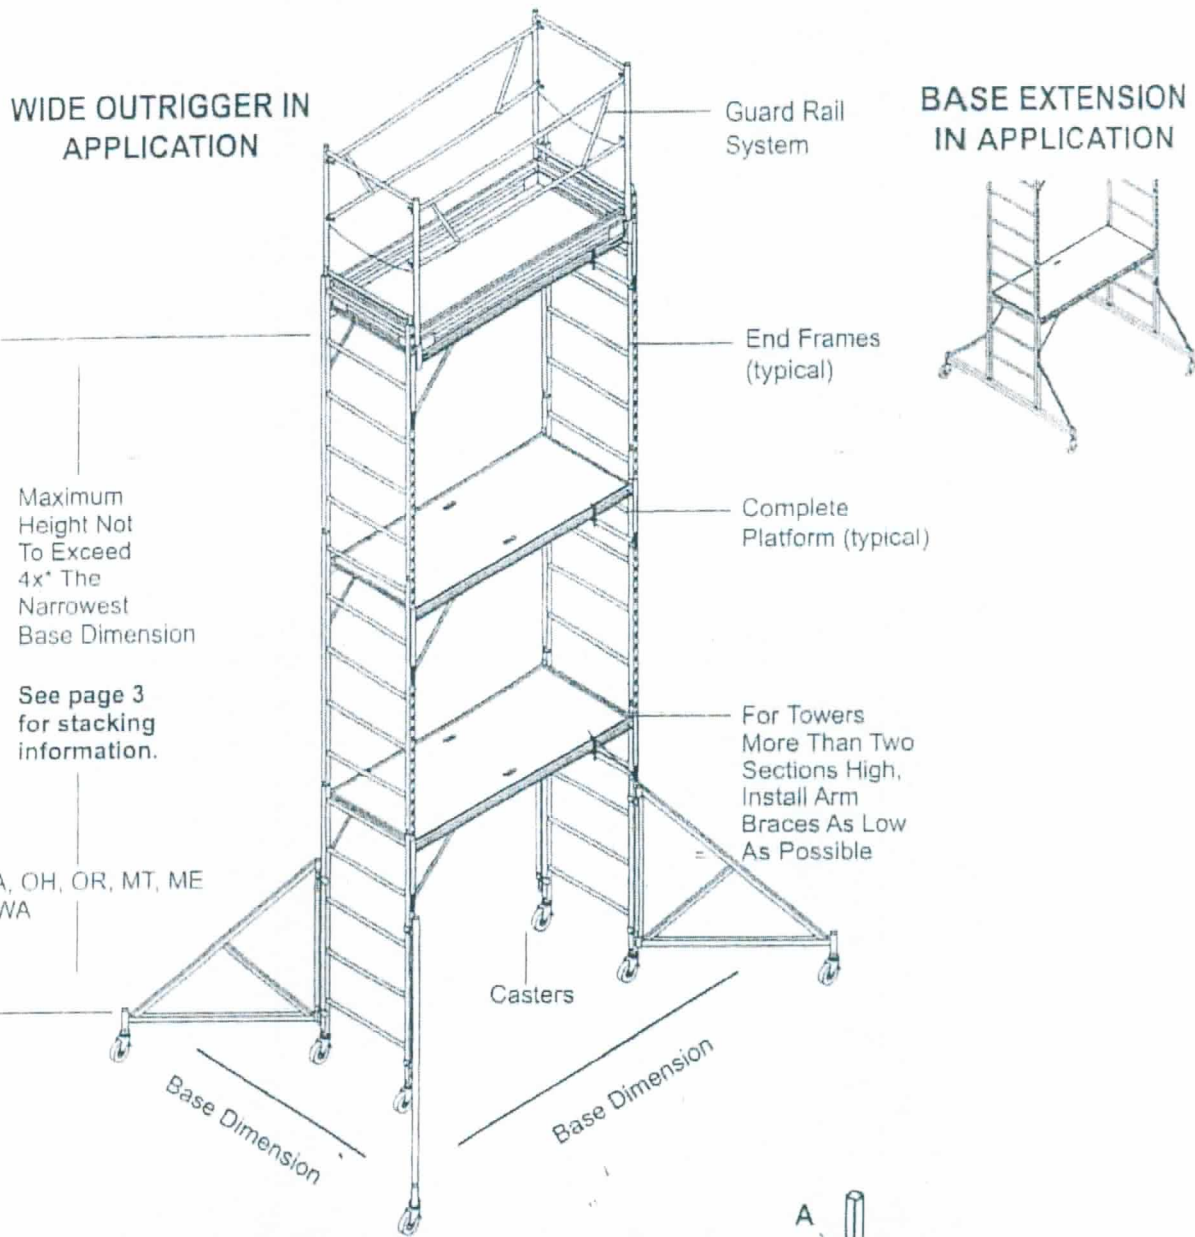 WIDE OUTRIGGER IN
APPLICATION
BASE EXTENSION
IN APPLICATION
Guard Rail
System
End Frames
(typical)
Maximum
Height Not
To Exceed
4x* The
Narrowest
Base Dimension
See page 3
for stacking
information.
Complete
Platform (typical)
For Towers
More Than Two
Sections High,
Install Arm
Braces As Low
As Possible
OH, OR, MT, ME
WA
Casters
Base Dimension
Base Dimension
A